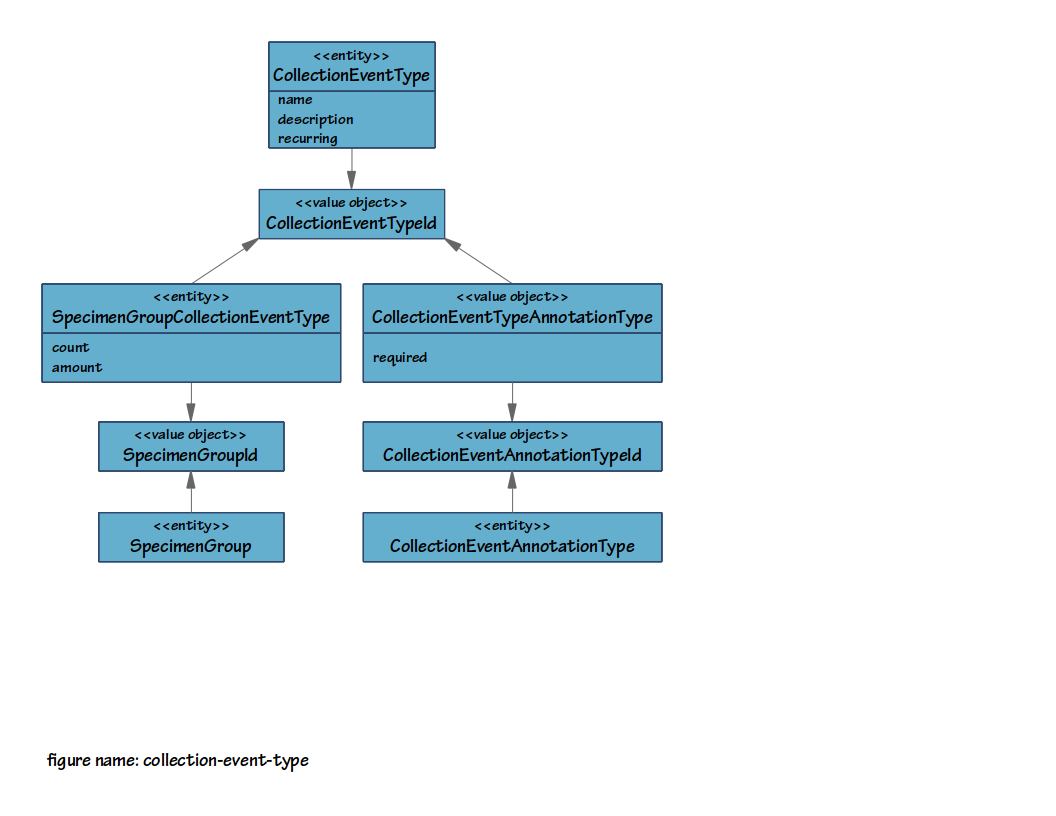 <<entity>>
CollectionEventType
name
description
recurring
<<value object>>
CollectionEventTypeId
<<entity>>
SpecimenGroupCollectionEventType
count
amount
<<value object>>
CollectionEventTypeAnnotationType
required
<<value object>>
SpecimenGroupId
<<value object>>
CollectionEventAnnotationTypeId
<<entity>>
SpecimenGroup
<<entity>>
CollectionEventAnnotationType
figure name: collection-event-type